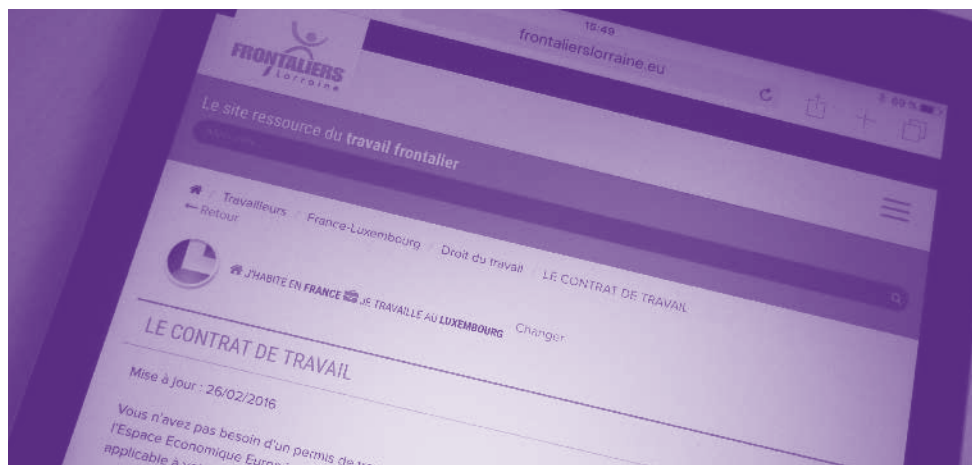 15:49
frontalierslorraine.eu
69 %
FRONTALIERS
Lorraine
Le site ressource du travail frontalier
/ Travailleurs / France-Luxembourg / Droit du travail / LE CONTRAT DE TRAVAIL
← Retour
J'HABITE EN FRANCE JE TRAVAILLE AU LUXEMBOURG Changer
LE CONTRAT DE TRAVAIL
Mise à jour : 26/02/2016
Vous n'avez pas besoin d'un permis de
l'Espace Economique
applicable à